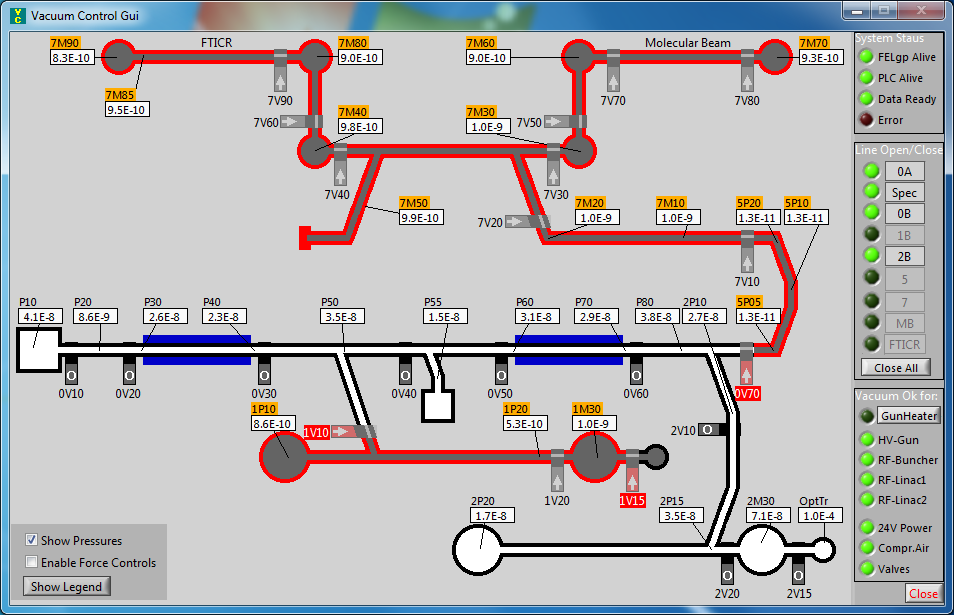 Vacuum Control Gui
7M90
8.3E-10
FTICR
7M80
9.0E-10
7M60
9.0E-10
Molecular Beam
7M70
9.3E-10
7M85
9.5E-10
7V90
7V70
7V80
7V60
7M40
9.8E-10
7M30
1.0E-9
7V50
7V40
7V30
7M50
9.9E-10
7V20
7M20
1.0E-9
7M10
1.0E-9
5P20
1.3E-11
5P10
1.3E-11
7V10
P10
4.1E-8
P20
8.6E-9
P30
2.6E-8
P40
2.3E-8
P50
3.5E-8
P55
1.5E-8
P60
3.1E-8
P70
2.9E-8
P80
3.8E-8
2P10
2.7E-8
5P05
1.3E-11
O
O
O
O
O
O
0V10
0V20
0V30
0V40
0V50
0V60
0V70
1P10
8.6E-10
1V10
1P20
5.3E-10
1M30
1.0E-9
2V10
O
1V20
1V15
2P20
1.7E-8
2P15
3.5E-8
2M30
7.1E-8
OptTr
1.0E-4
O
O
2V20
2V15
Show Pressures
Enable Force Controls
Show Legend
System Staus
FELgp Alive
PLC Alive
Data Ready
Error
Line Open/Close
0A
Spec
0B
1B
2B
5
7
MB
FTICR
Close All
Vacuum Ok for:
GunHeater
HV-Gun
RF-Buncher
RF-Linac1
RF-Linac2
24V Power
Compr.Air
Valves
Close